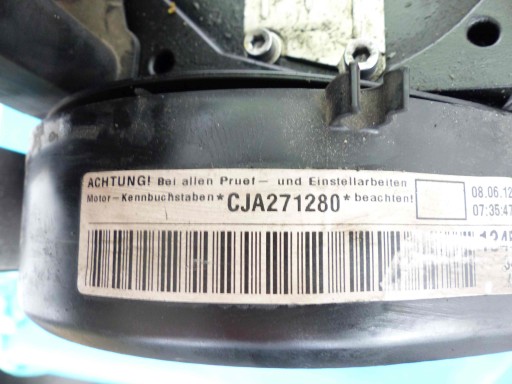 ACHTUNG! Bei allen Pruef- und Einstellarbeiten
Motor-Kennbuchstaben *CJA271280* beachten!
08.06.12
07:35:47